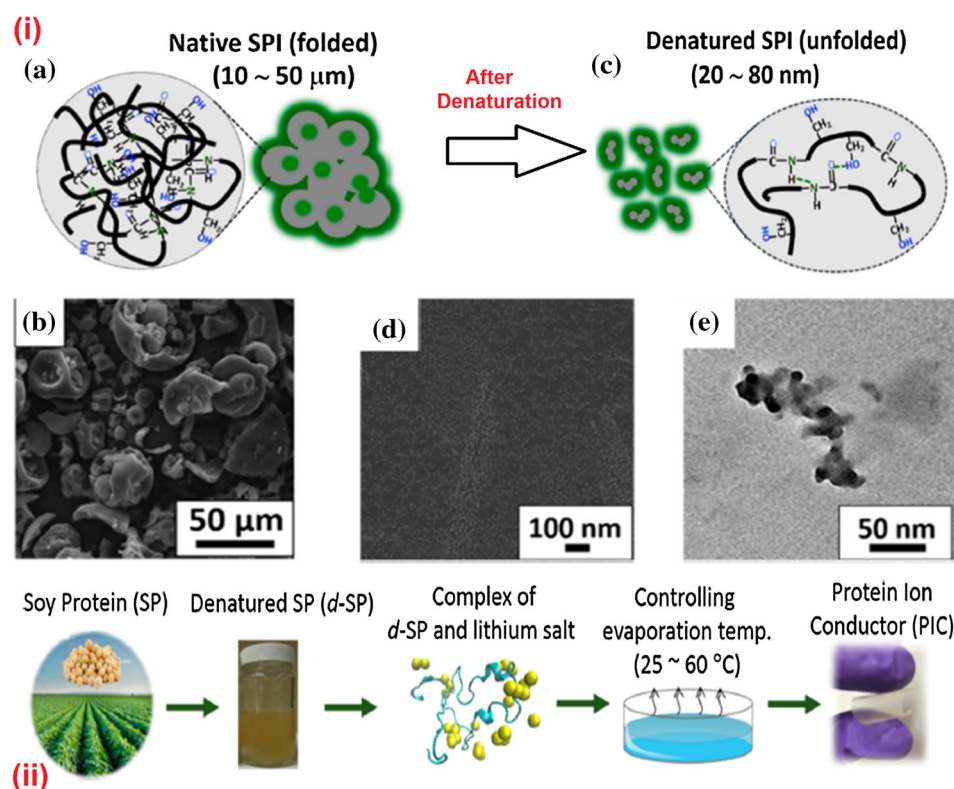 (i)
(a)
Native SPI (folded)
(10 ~ 50 μm)
After
Denaturation
(c)
Denatured SPI (unfolded)
(20 ~ 80 nm)
(b)
50 μm
(d)
100 nm
(e)
50 nm
Soy Protein (SP)
Denatured SP (d-SP)
Complex of
d-SP and lithium salt
Controlling
evaporation temp.
(25 ~ 60 °C)
Protein Ion
Conductor (PIC)
(ii)